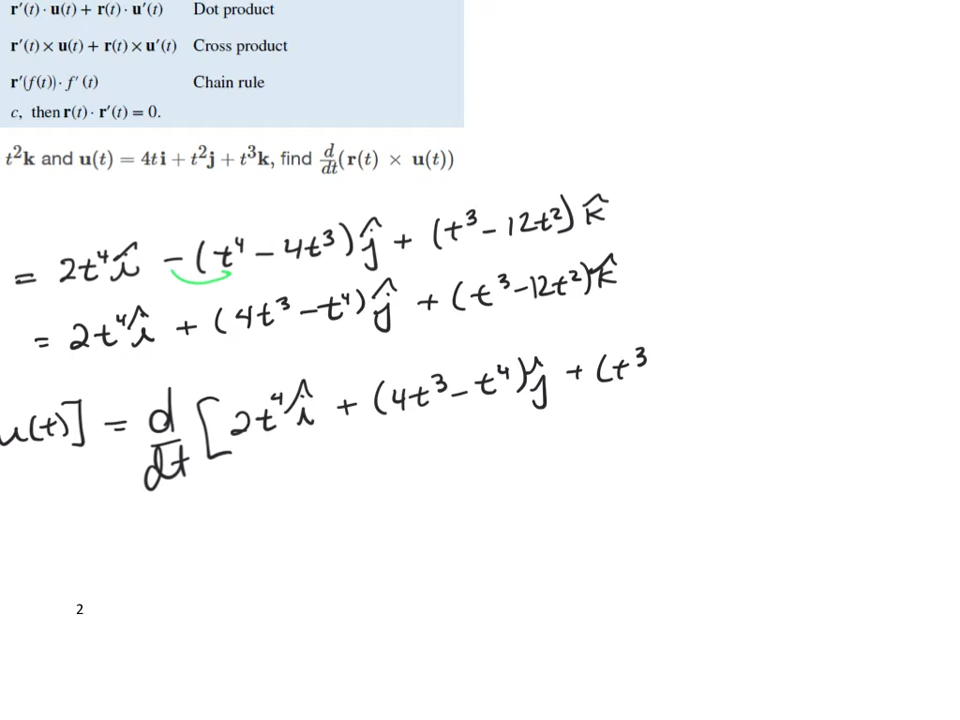 r′(t) · u(t) + r(t) · u′(t) Dot product
r′(t) × u(t) + r(t) × u′(t) Cross product
r′(f(t)) · f′(t) Chain rule
c, then r(t) · r′(t) = 0.
t²k and u(t) = 4ti + t²j + t³k, find d/dt(r(t) × u(t))
= 2t⁴î − (t⁴ − 4t³)ĵ + (t³ − 12t²)k̂
= 2t⁴î + (4t³ − t⁴)ĵ + (t³ − 12t²)k̂
u(t)] = d/dt [2t⁴î + (4t³ − t⁴)ĵ + (t³
2